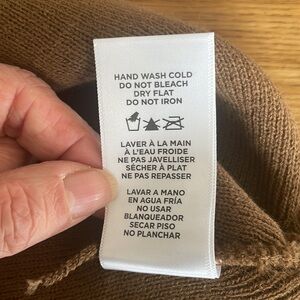 HAND WASH COLD
DO NOT BLEACH
DRY FLAT
DO NOT IRON
LAVER À LA MAIN
À L'EAU FROIDE
NE PAS JAVELLISER
SÉCHER À PLAT
NE PAS REPASSER
LAVAR A MANO
EN AGUA FRÍA
NO USAR
BLANQUEADOR
SECAR PISO
NO PLANCHAR